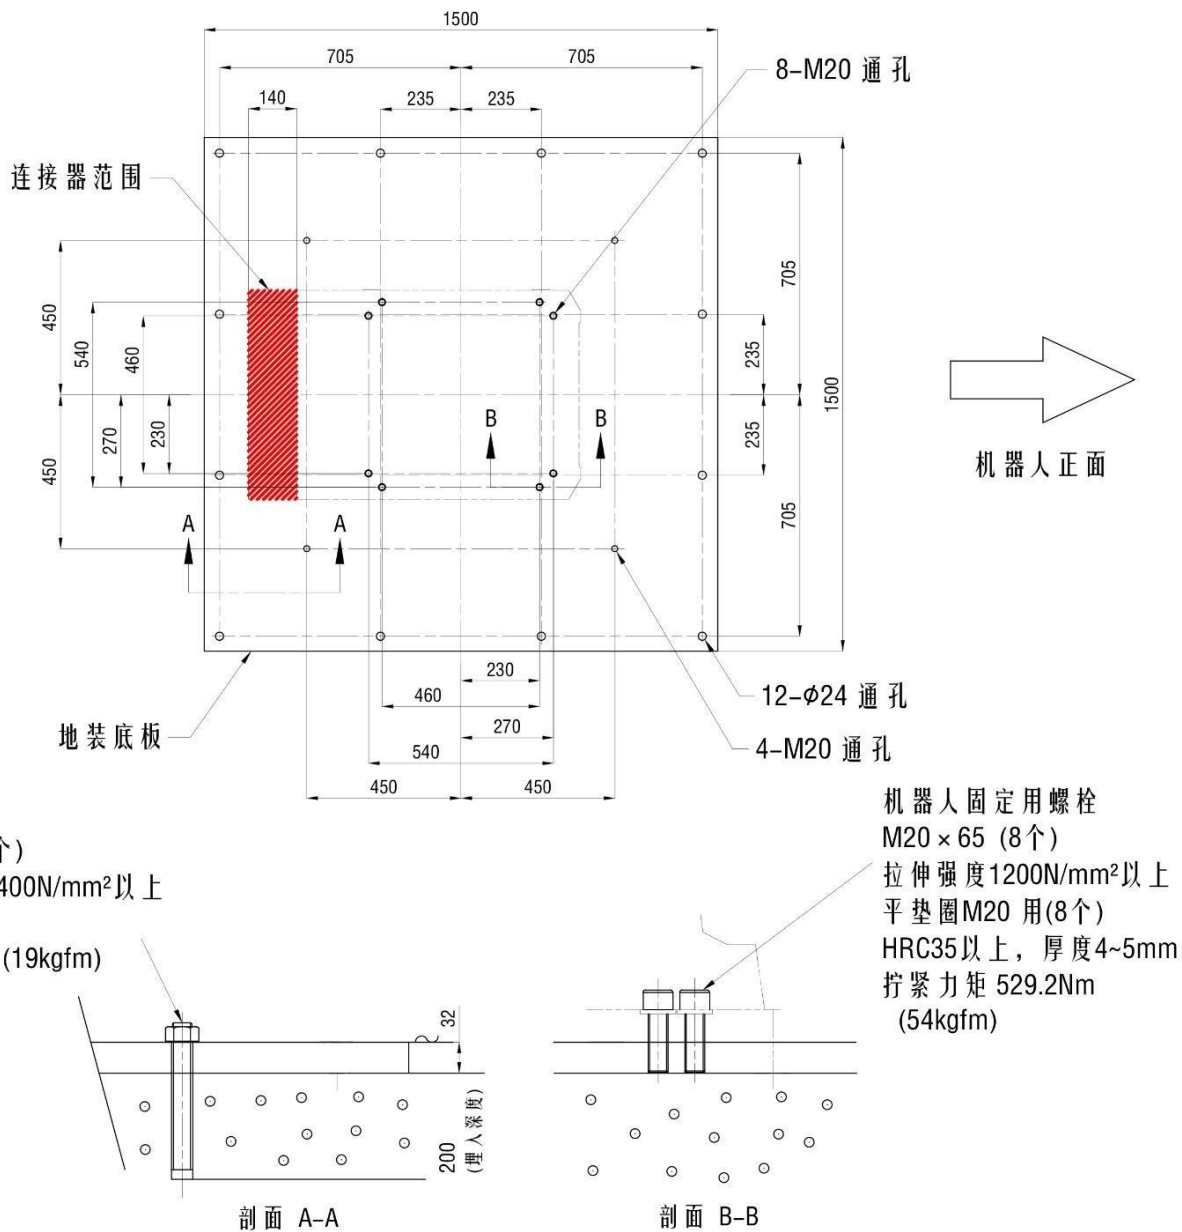 1500
705
705
8-M20 通孔
140
235
235
连接器范围
450
540
460
270
230
450
705
235
1500
235
705
B
B
A
A
机器人正面
230
460
270
540
450
450
12-φ24 通孔
4-M20 通孔
地装底板
个)
400N/mm²以上
(19kgfm)
机器人固定用螺栓
M20×65 (8个)
拉伸强度1200N/mm²以上
平垫圈M20 用(8个)
HRC35以上，厚度4~5mm
拧紧力矩 529.2Nm
(54kgfm)
32
200
(埋入深度)
剖面 A-A
剖面 B-B